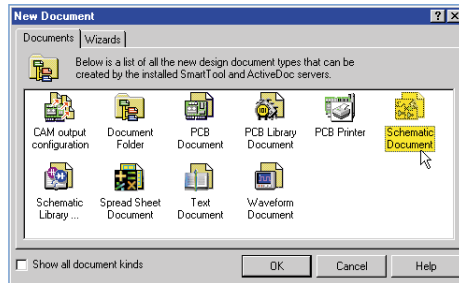 New Document
Documents
Wizards
Below is a list of all the new design document types that can be
created by the installed SmartTool and ActiveDoc servers.
CAM output
configuration
Document
Folder
PCB
Document
PCB Library
Document
PCB Printer
Schematic
Document
Schematic
Library ...
Spread Sheet
Document
Text
Document
Waveform
Document
Show all document kinds
OK
Cancel
Help